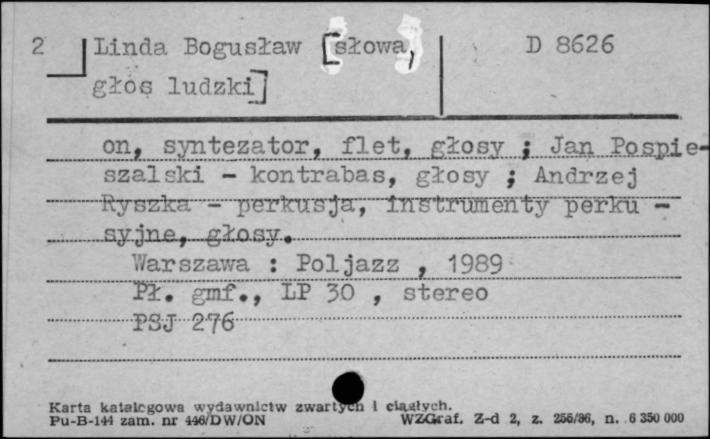 2 Linda Bogusław [słowa, D 8626
głos ludzki]
on, syntezator, flet, głosy ; Jan Pospie-
szalski - kontrabas, głosy ; Andrzej
Ryszka - perkusja, instrumenty perku -
syjne, głosy.
Warszawa : Poljazz , 1989
Pł. gmf., LP 30 , stereo
PSJ 276
Karta katalogowa wydawnictw zwartych i ciągłych.
Pu-B-144 zam. nr 446/DW/ON WZGraf. Z-d 2, z. 256/86, n. 6 350 000